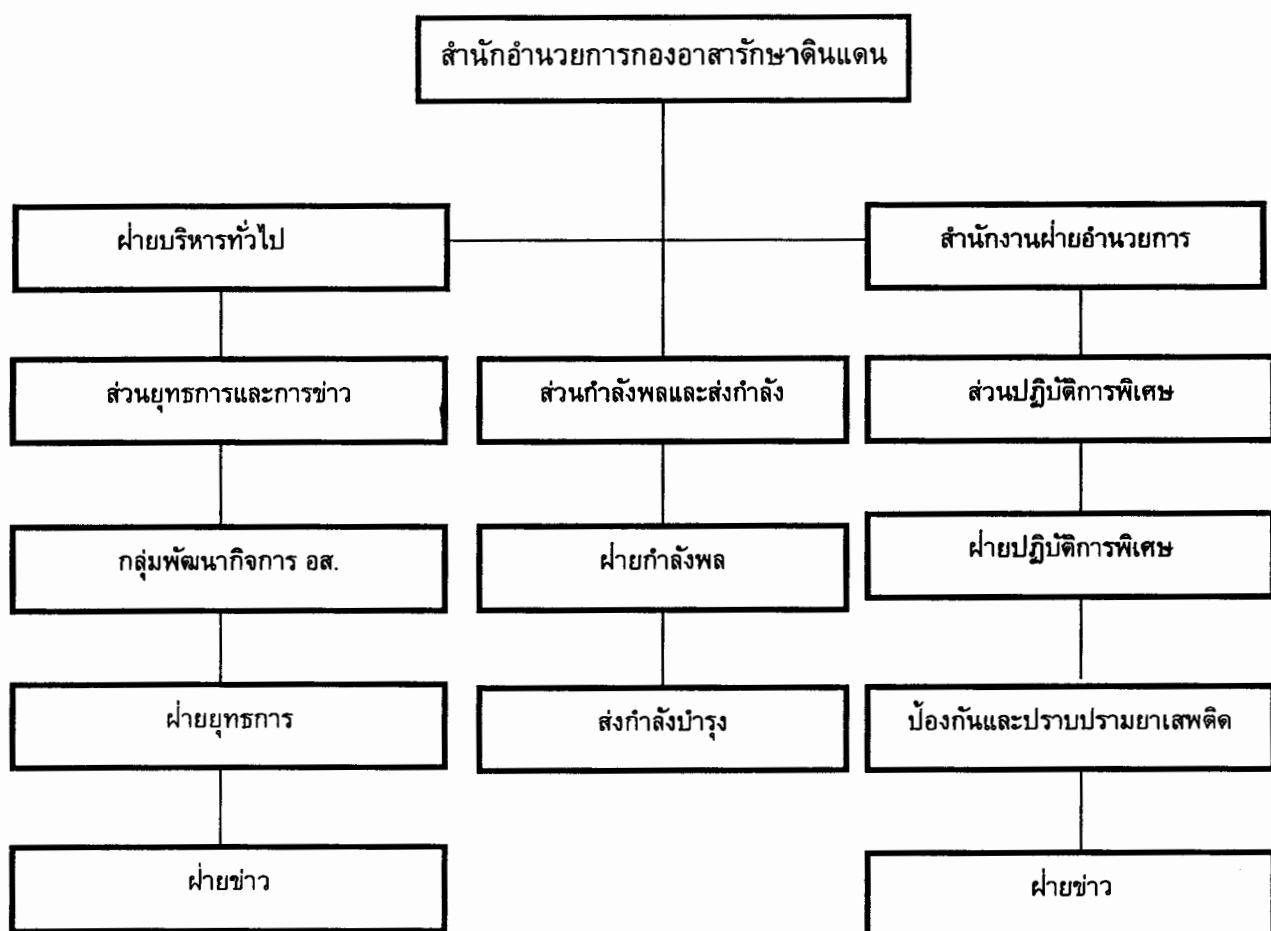 สำนักอำนวยการกองอาสารักษาดินแดน
ฝ่ายบริหารทั่วไป
สำนักงานฝ่ายอำนวยการ
ส่วนยุทธการและการข่าว
ส่วนกำลังพลและส่งกำลัง
ส่วนปฏิบัติการพิเศษ
กลุ่มพัฒนากิจการ อส.
ฝ่ายกำลังพล
ฝ่ายปฏิบัติการพิเศษ
ฝ่ายยุทธการ
ส่งกำลังบำรุง
ป้องกันและปราบปรามยาเสพติด
ฝ่ายข่าว
ฝ่ายข่าว